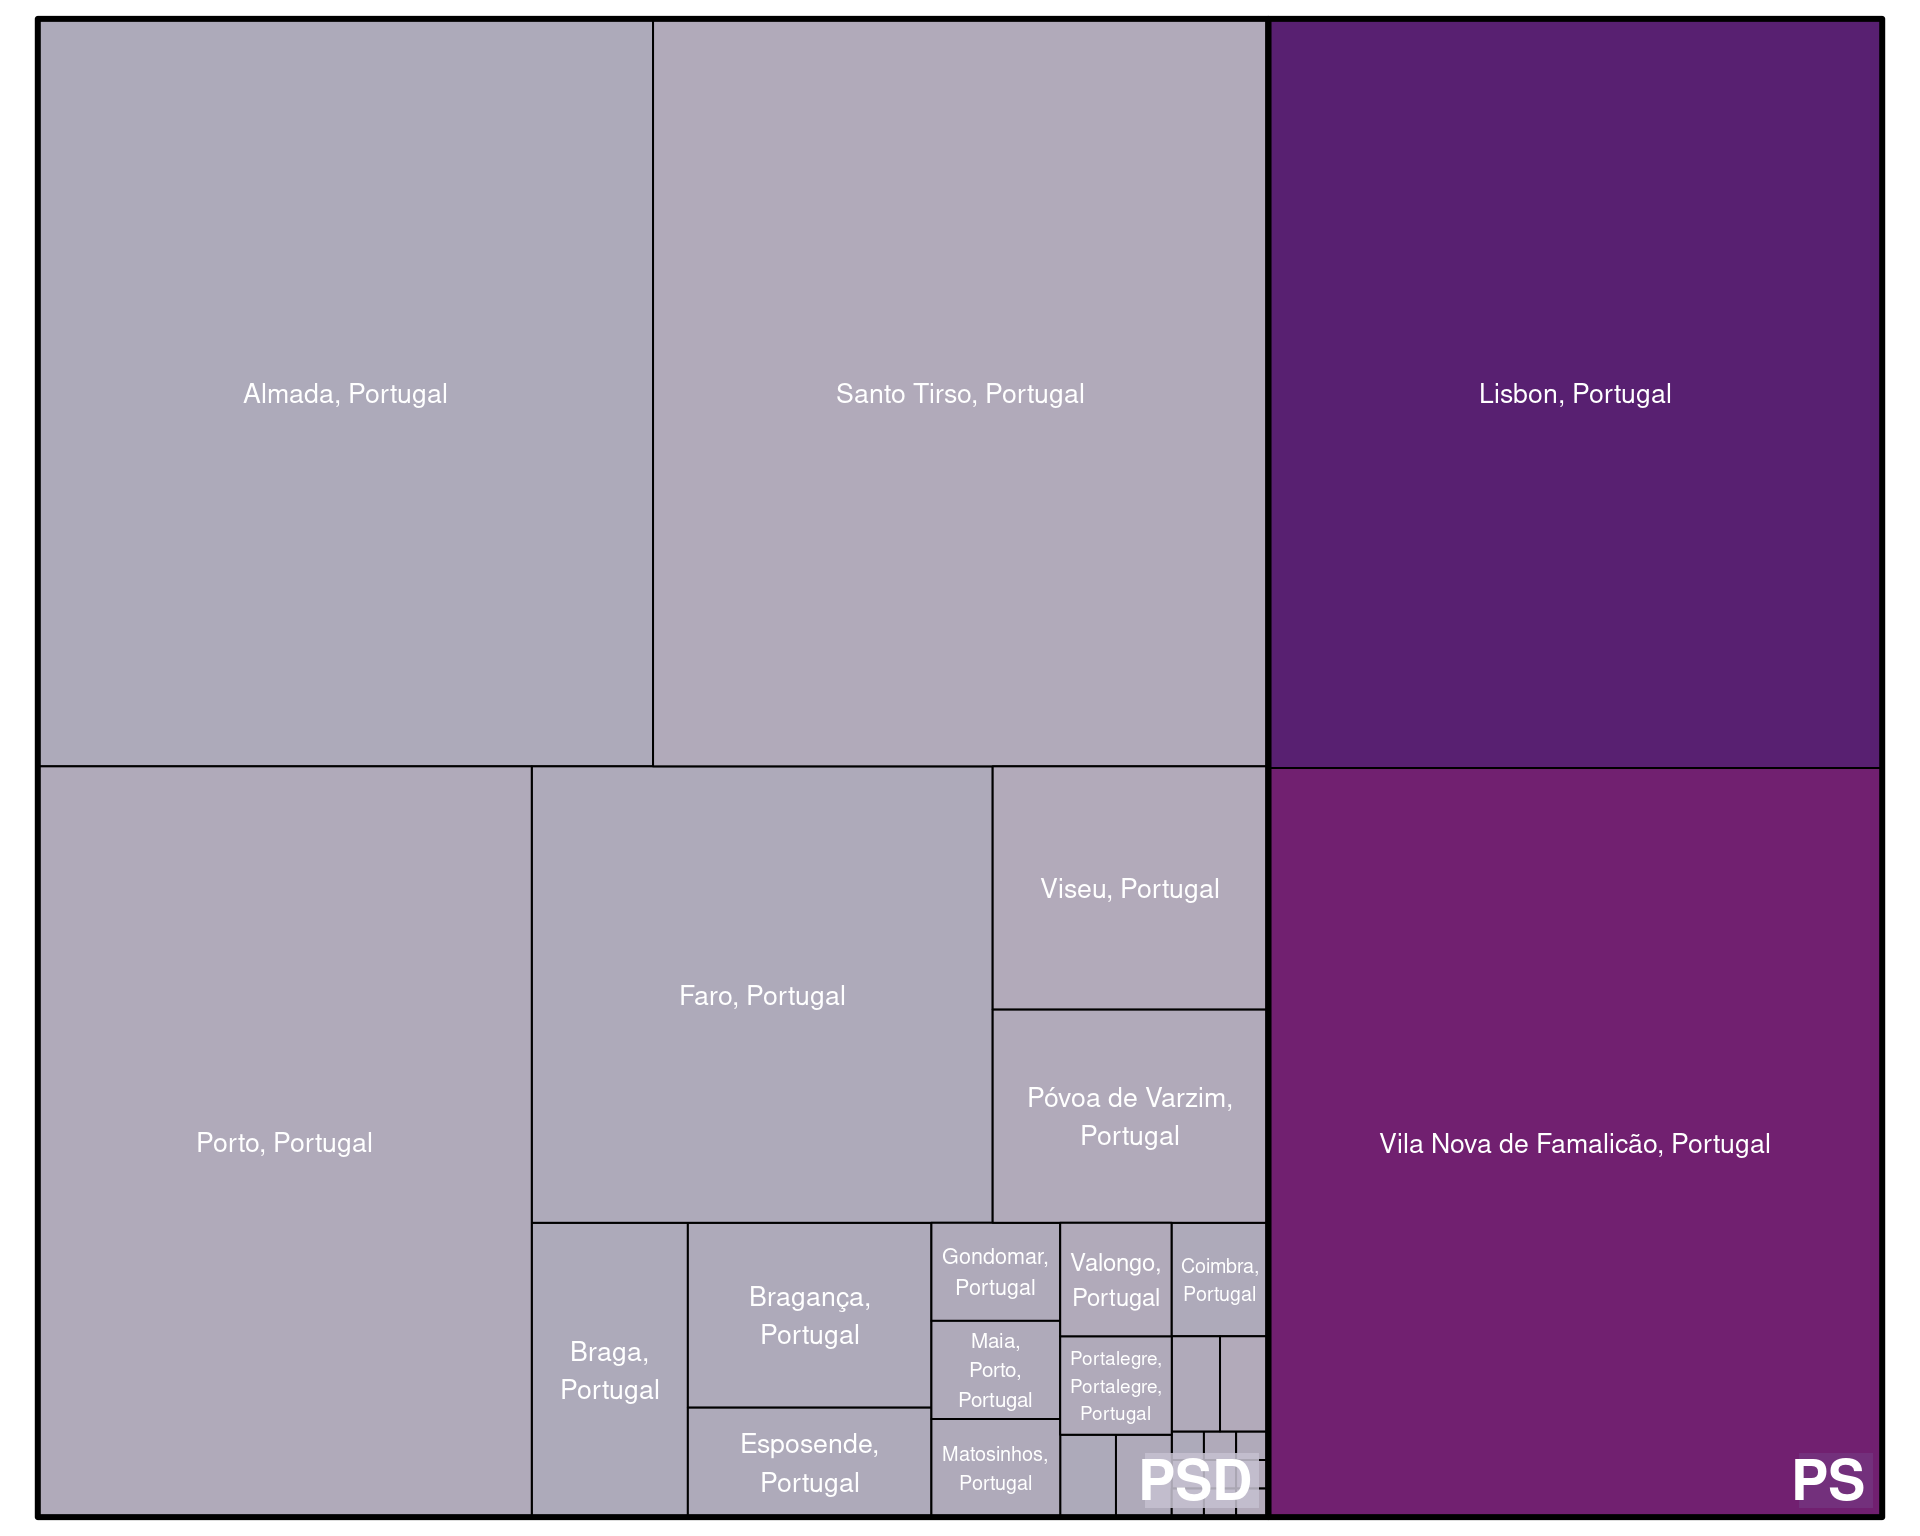 Almada, Portugal
Santo Tirso, Portugal
Lisbon, Portugal
Porto, Portugal
Faro, Portugal
Viseu, Portugal
Póvoa de Varzim,
Portugal
Vila Nova de Famalicão, Portugal
Braga,
Portugal
Bragança,
Portugal
Esposende,
Portugal
Gondomar,
Portugal
Maia,
Porto,
Portugal
Matosinhos,
Portugal
Valongo,
Portugal
Portalegre,
Portalegre,
Portugal
Coimbra,
Portugal
PSD
PS